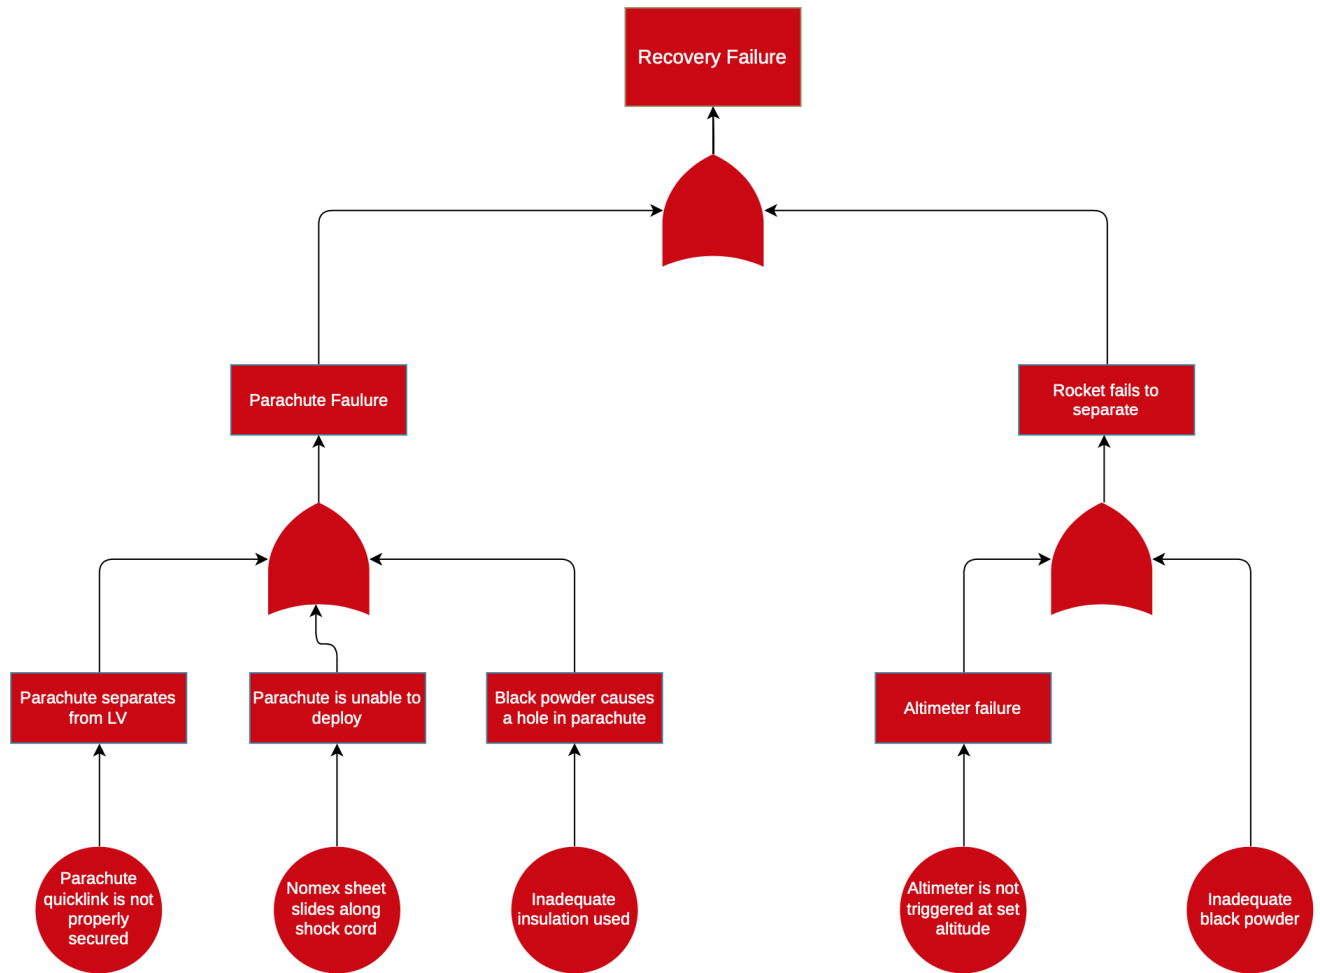 Recovery Failure
Parachute Faulure
Rocket fails to
separate
Parachute separates
from LV
Parachute is unable to
deploy
Black powder causes
a hole in parachute
Altimeter failure
Parachute
quicklink is not
properly
secured
Nomex sheet
slides along
shock cord
Inadequate
insulation used
Altimeter is not
triggered at set
altitude
Inadequate
black powder